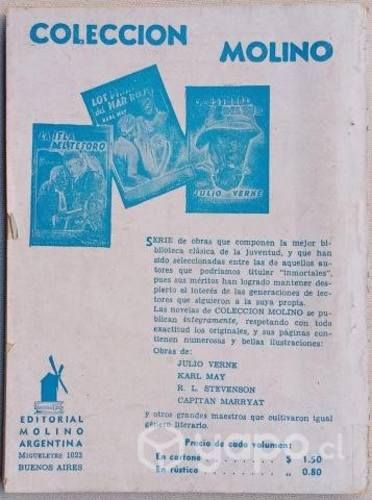 COLECCION MOLINO
LOS
DEL MAR ROJO
KARL MAY
LA ISLA
DEL TESORO
JULIO VERNE
SERIE de obras que componen la mejor bi-
blioteca clásica de la juventud, y que han
sido seleccionadas entre las de aquellos au-
tores que podríamos titular "inmortales",
pues sus méritos han logrado mantener des-
pierto el interés de las generaciones de lec-
tores que siguieron a la suya propia.
Las novelas de COLECCION MOLINO se pu-
blican íntegramente, respetando con toda
exactitud los originales, y sus páginas con-
tienen numerosas y bellas ilustraciones:
Obras de:
JULIO VERNE
KARL MAY
R. L. STEVENSON
CAPITAN MARRYAT
y otros grandes maestros que cultivaron igual
género literario.
Precio de cada volumen:
En cartoné . . . . . . . $ 1.50
En rústica . . . . . . . „ 0.80
EDITORIAL
MOLINO
ARGENTINA
MIGUELETES 1023
BUENOS AIRES
yapo.cl